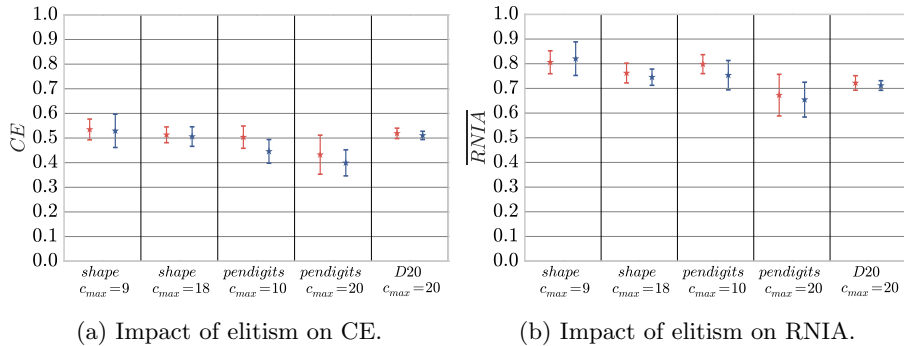 1.0
0.9
0.8
0.7
0.6
0.5
0.4
0.3
0.2
0.1
0.0
CE
shape shape pendigits pendigits D20
c_max=9 c_max=18 c_max=10 c_max=20 c_max=20
(a) Impact of elitism on CE.
1.0
0.9
0.8
0.7
0.6
0.5
0.4
0.3
0.2
0.1
0.0
RNIA
shape shape pendigits pendigits D20
c_max=9 c_max=18 c_max=10 c_max=20 c_max=20
(b) Impact of elitism on RNIA.